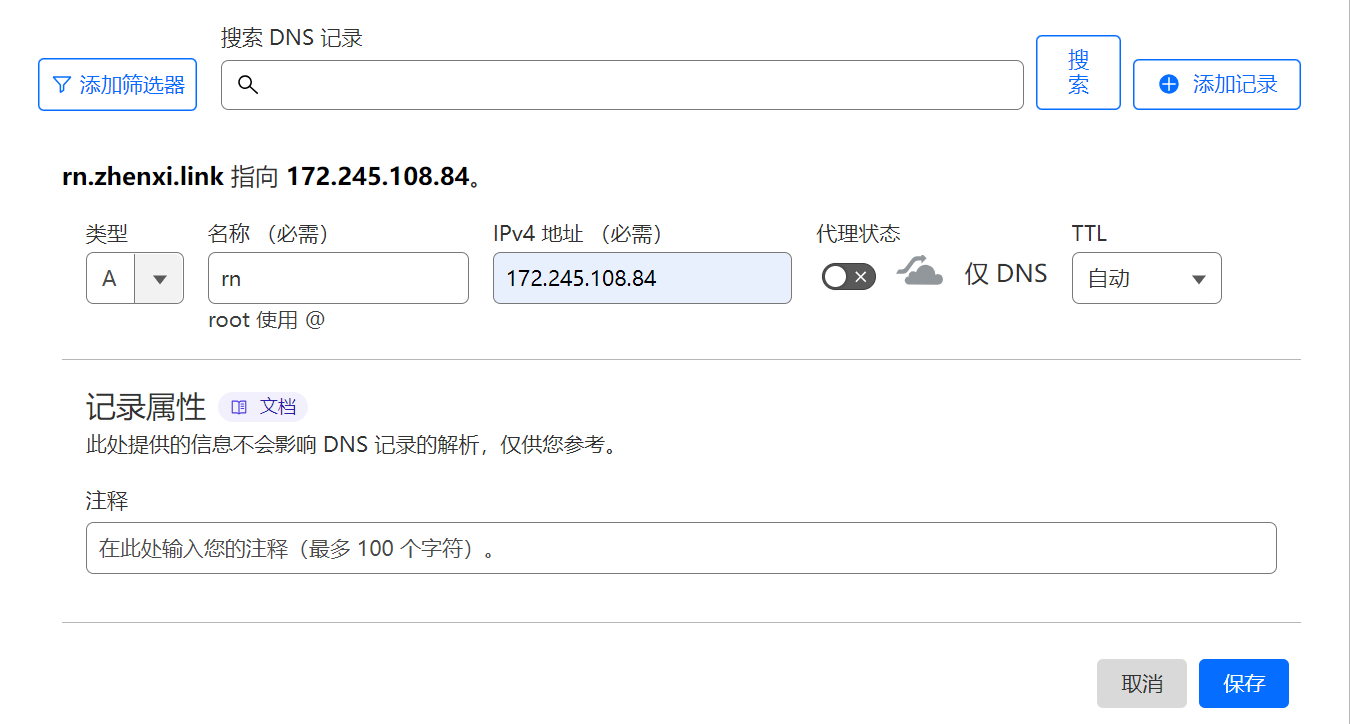 搜索 DNS 记录
添加筛选器
搜
索
添加记录
rn.zhenxi.link 指向 172.245.108.84。
类型
名称 （必需）
IPv4 地址 （必需）
代理状态
TTL
A
rn
172.245.108.84
仅 DNS
自动
root 使用 @
记录属性
文档
此处提供的信息不会影响 DNS 记录的解析，仅供您参考。
注释
在此处输入您的注释（最多 100 个字符）。
取消
保存